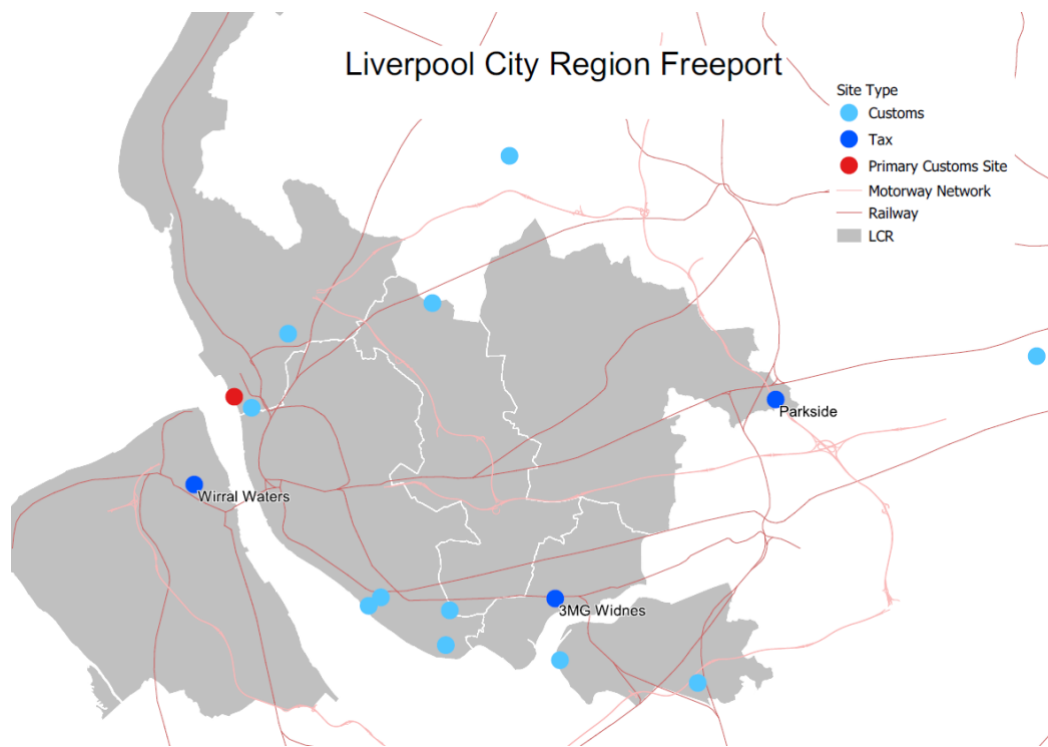 Liverpool City Region Freeport
Site Type
Customs
Tax
Primary Customs Site
Motorway Network
Railway
LCR
Parkside
Wirral Waters
3MG Widnes